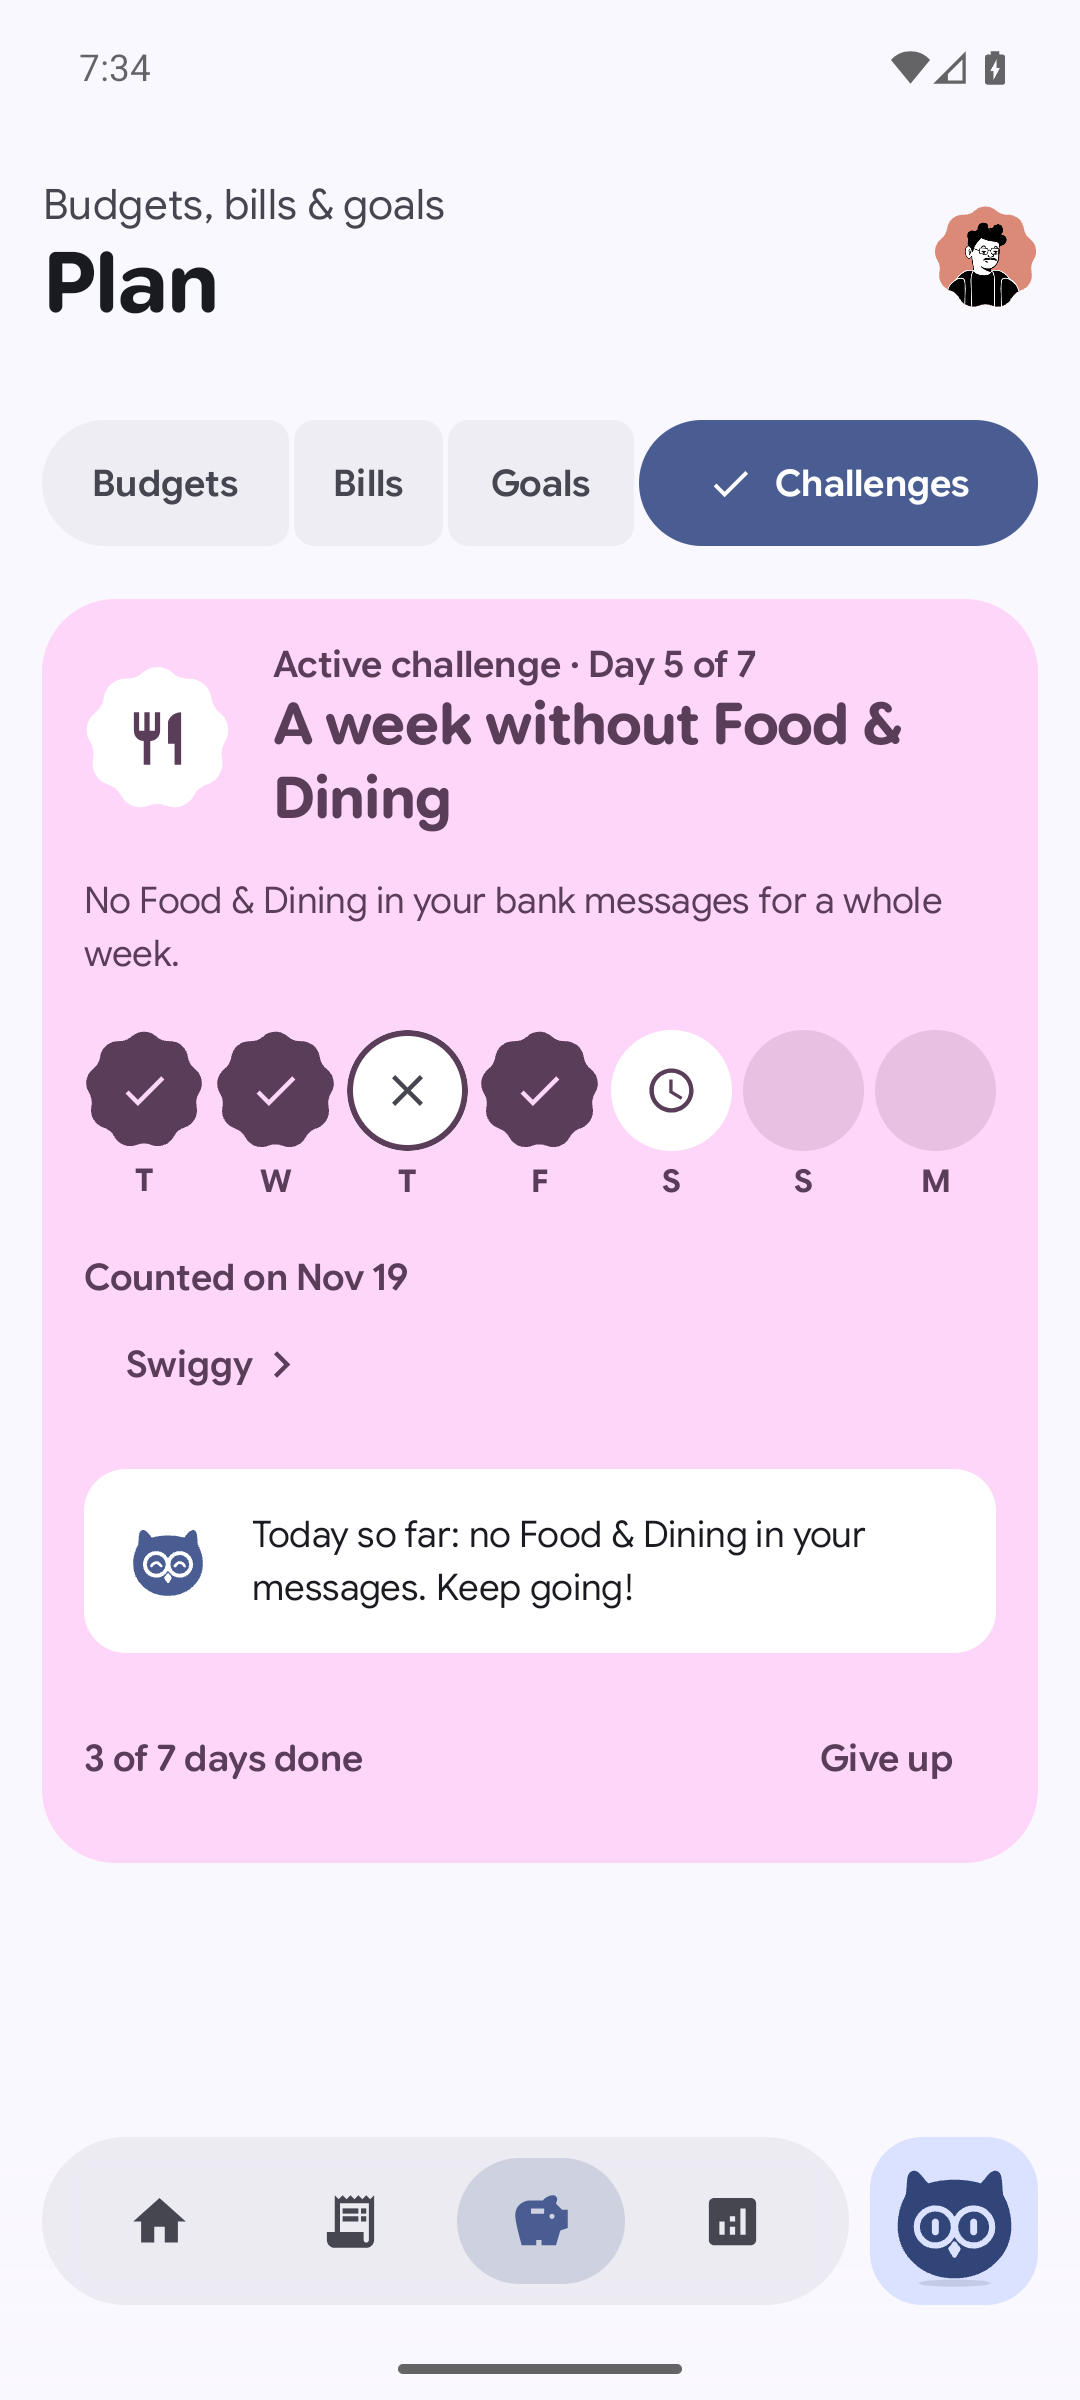 7:34
Budgets, bills & goals
Plan
Budgets
Bills
Goals
Challenges
Active challenge · Day 5 of 7
A week without Food &
Dining
No Food & Dining in your bank messages for a whole
week.
T W T F S S M
Counted on Nov 19
Swiggy
Today so far: no Food & Dining in your
messages. Keep going!
3 of 7 days done
Give up